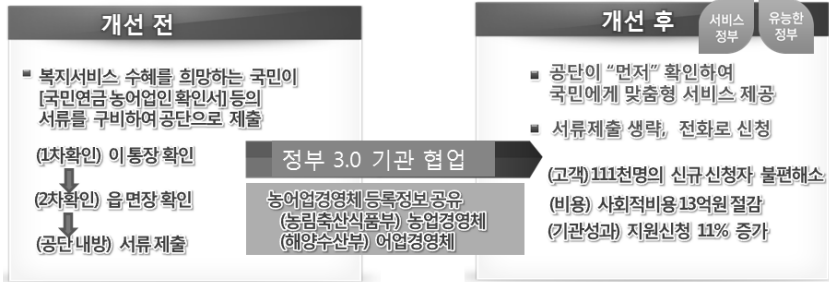 개선 전
▪ 복지서비스 수혜를 희망하는 국민이
[국민연금 농어업인 확인서] 등의
서류를 구비하여 공단으로 제출
(1차확인) 이 통장 확인
(2차확인) 읍 면장 확인
(공단 내방) 서류 제출
정부 3.0 기관 협업
농어업경영체 등록정보 공유
(농림축산식품부) 농업경영체
(해양수산부) 어업경영체
개선 후
서비스
정부
유능한
정부
▪ 공단이 “먼저” 확인하여
국민에게 맞춤형 서비스 제공
▪ 서류제출 생략, 전화로 신청
(고객) 111천명의 신규 신청자 불편해소
(비용) 사회적비용 13억원 절감
(기관성과) 지원신청 11% 증가